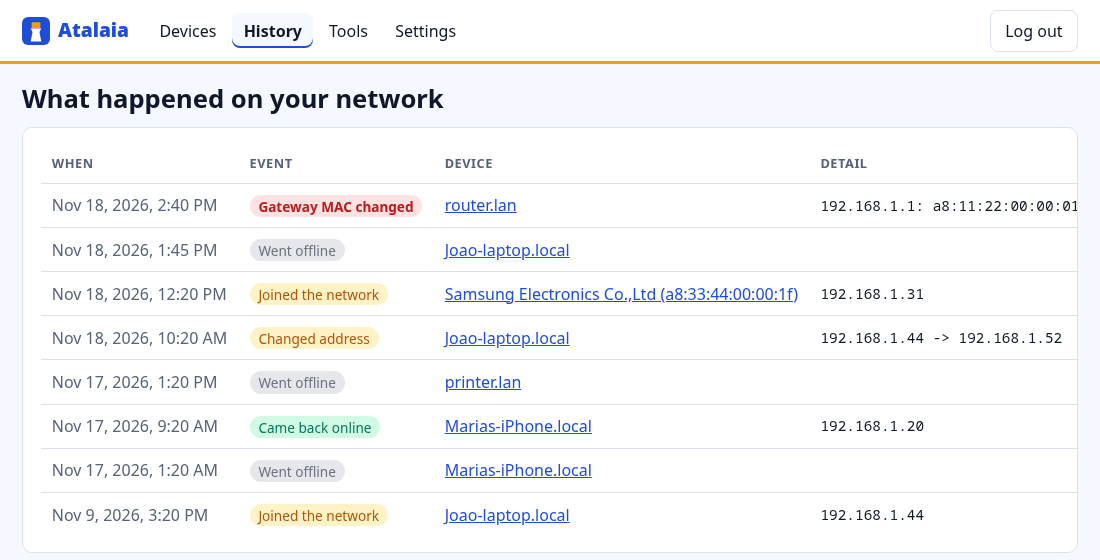 Atalaia Devices History Tools Settings Log out
What happened on your network
WHEN EVENT DEVICE DETAIL
Nov 18, 2026, 2:40 PM Gateway MAC changed router.lan 192.168.1.1: a8:11:22:00:00:01
Nov 18, 2026, 1:45 PM Went offline Joao-laptop.local
Nov 18, 2026, 12:20 PM Joined the network Samsung Electronics Co.,Ltd (a8:33:44:00:00:1f) 192.168.1.31
Nov 18, 2026, 10:20 AM Changed address Joao-laptop.local 192.168.1.44 -> 192.168.1.52
Nov 17, 2026, 1:20 PM Went offline printer.lan
Nov 17, 2026, 9:20 AM Came back online Marias-iPhone.local 192.168.1.20
Nov 17, 2026, 1:20 AM Went offline Marias-iPhone.local
Nov 9, 2026, 3:20 PM Joined the network Joao-laptop.local 192.168.1.44